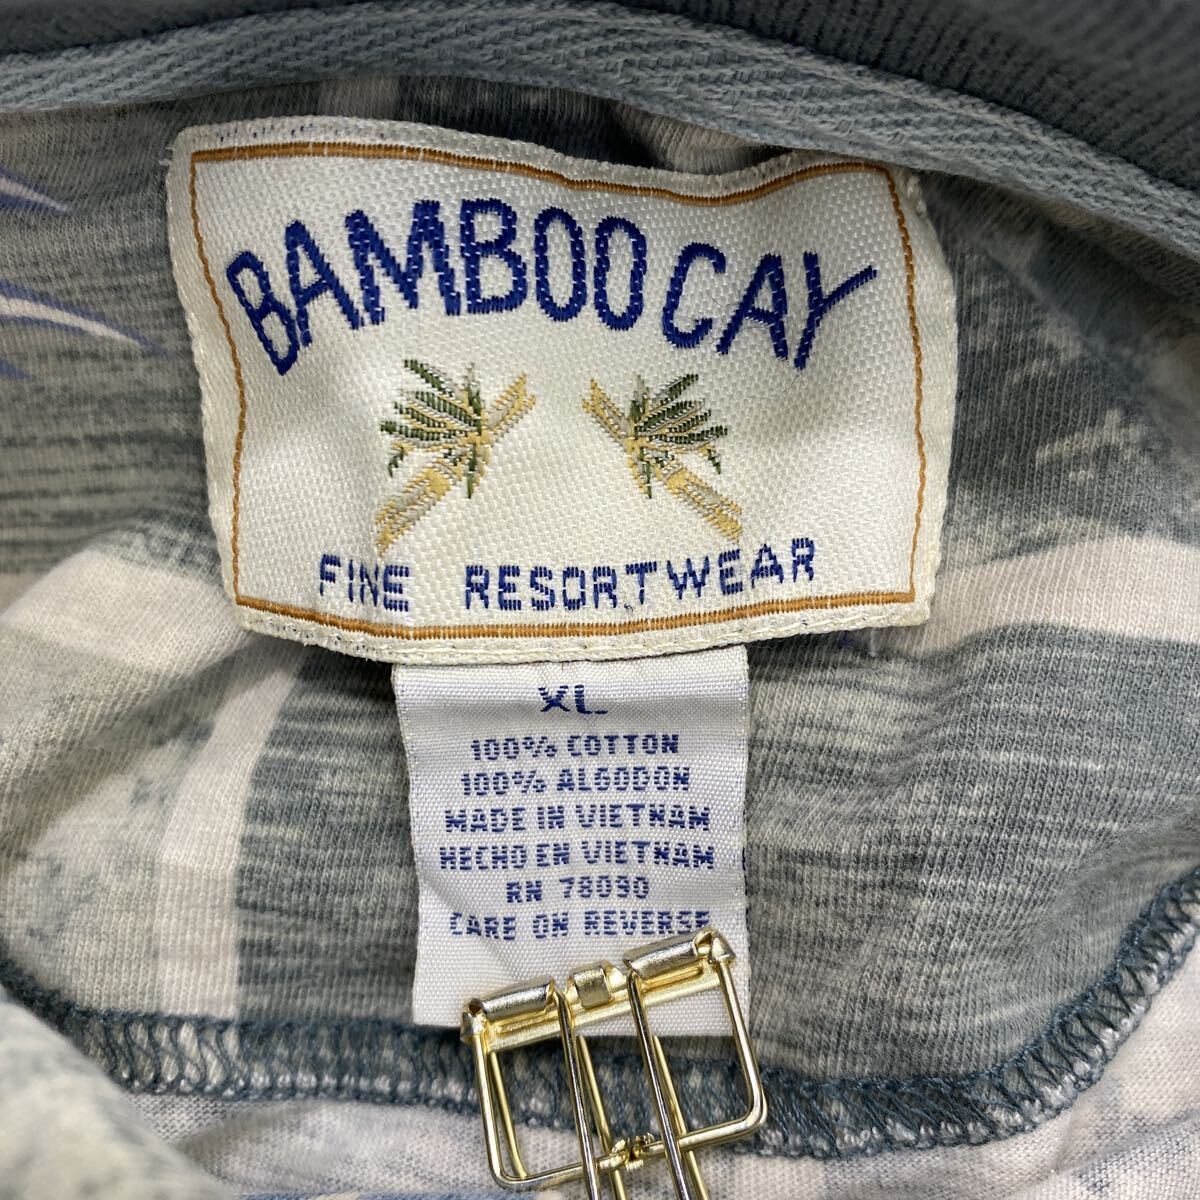 BAMBOO CAY
FINE RESORTWEAR
XL
100% COTTON
100% ALGODON
MADE IN VIETNAM
HECHO EN VIETNAM
RN 78090
CARE ON REVERSE